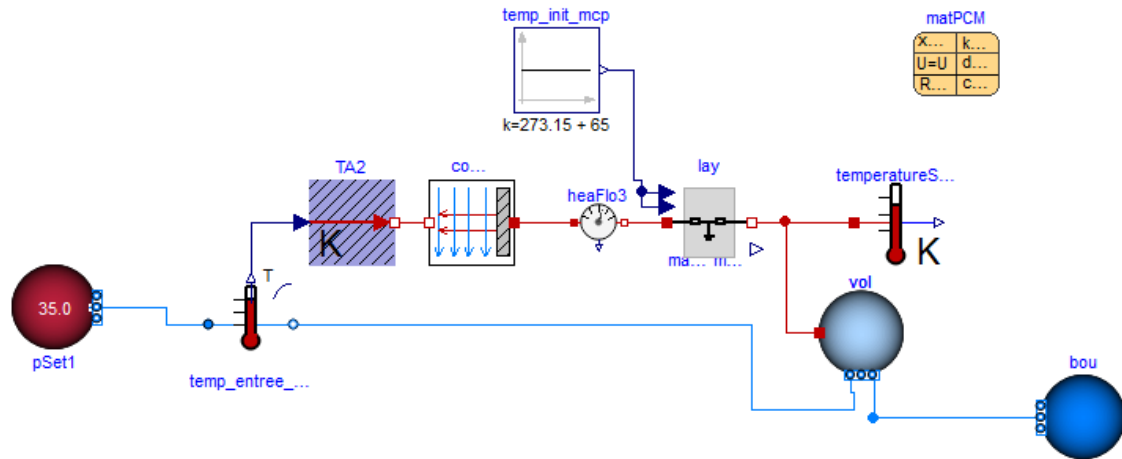 temp_init_mcp
k=273.15 + 65
matPCM
x... k...
U=U d...
R... c...
TA2
K
co...
heaFlo3
lay
ma... m...
temperatureS...
K
T
35.0
pSet1
temp_entree_...
vol
bou